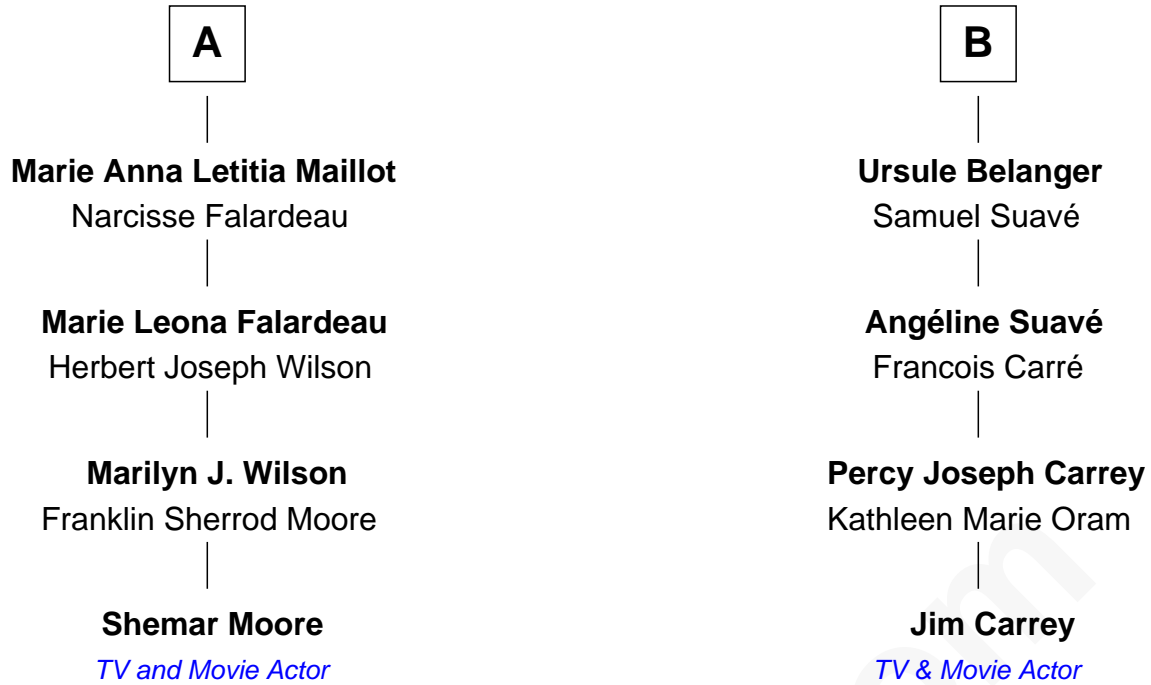 A
Marie Anna Letitia Maillot
Narcisse Falardeau
Marie Leona Falardeau
Herbert Joseph Wilson
Marilyn J. Wilson
Franklin Sherrod Moore
Shemar Moore
TV and Movie Actor
B
Ursule Belanger
Samuel Suavé
Angéline Suavé
Francois Carré
Percy Joseph Carrey
Kathleen Marie Oram
Jim Carrey
TV & Movie Actor
om